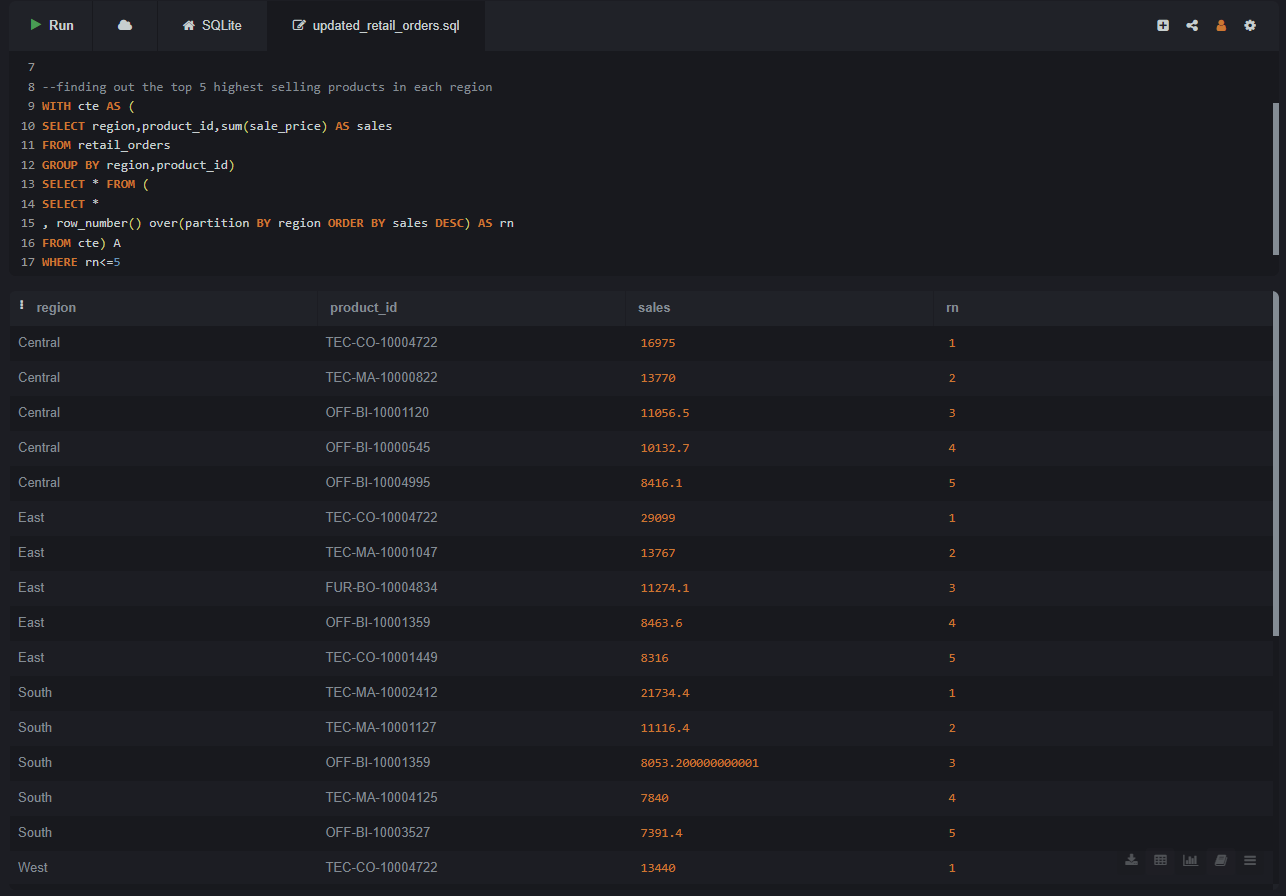 Run SQLite updated_retail_orders.sql
7
8 --finding out the top 5 highest selling products in each region
9 WITH cte AS (
10 SELECT region,product_id,sum(sale_price) AS sales
11 FROM retail_orders
12 GROUP BY region,product_id)
13 SELECT * FROM (
14 SELECT *
15 , row_number() over(partition BY region ORDER BY sales DESC) AS rn
16 FROM cte) A
17 WHERE rn<=5
region product_id sales rn
Central TEC-CO-10004722 16975 1
Central TEC-MA-10000822 13770 2
Central OFF-BI-10001120 11056.5 3
Central OFF-BI-10000545 10132.7 4
Central OFF-BI-10004995 8416.1 5
East TEC-CO-10004722 29099 1
East TEC-MA-10001047 13767 2
East FUR-BO-10004834 11274.1 3
East OFF-BI-10001359 8463.6 4
East TEC-CO-10001449 8316 5
South TEC-MA-10002412 21734.4 1
South TEC-MA-10001127 11116.4 2
South OFF-BI-10001359 8053.200000000001 3
South TEC-MA-10004125 7840 4
South OFF-BI-10003527 7391.4 5
West TEC-CO-10004722 13440 1